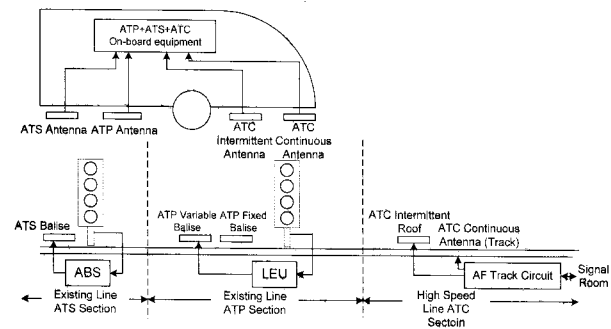 ATP+ATS+ATC
On-board equipment
ATS Antenna
ATP Antenna
ATC
Intermittent
Antenna
ATC
Continuous
Antenna
ATS Balise
ATP Variable
Balise
ATP Fixed
Balise
ATC Intermittent
Roof
ATC Continuous
Antenna (Track)
ABS
LEU
AF Track Circuit
Signal
Room
Existing Line
ATS Section
Existing Line
ATP Section
High Speed
Line ATC
Sectoin